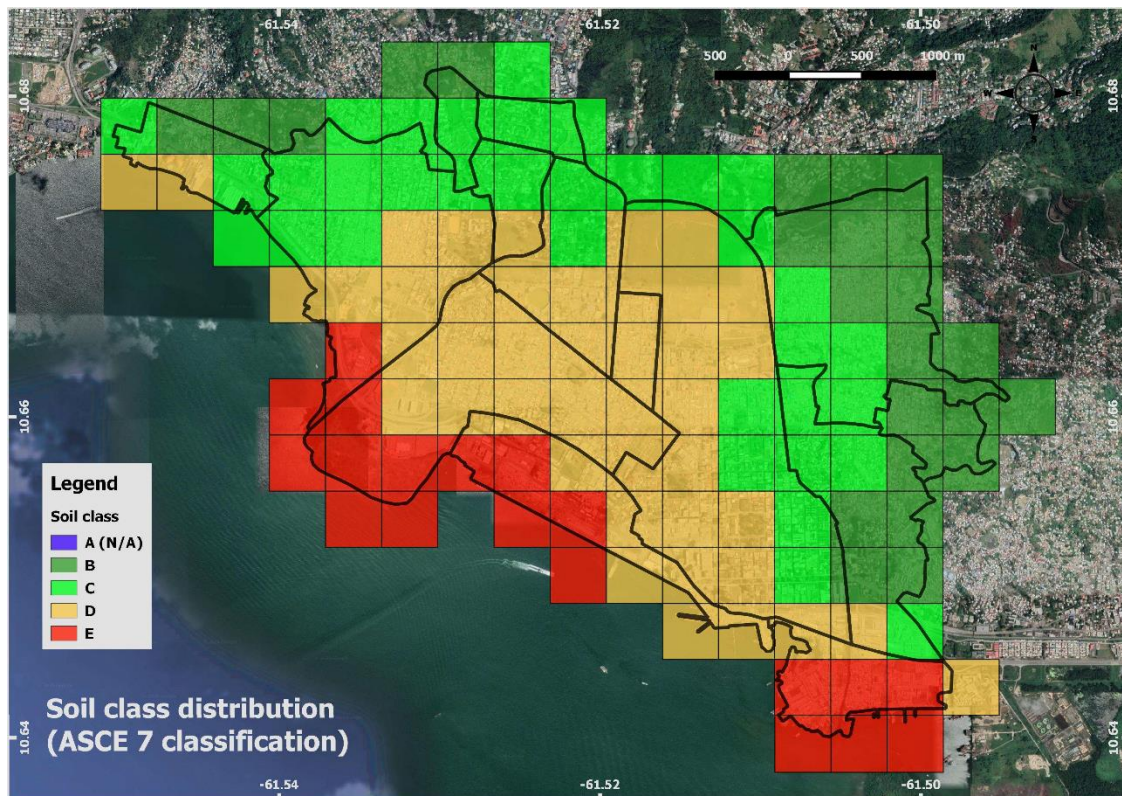 -61.54 -61.52 -61.50
500 0 500 1000 m
N
W E
S
10.68 10.68
10.66 10.66
Legend
Soil class
A (N/A)
B
C
D
E
Soil class distribution
(ASCE 7 classification)
10.64 10.64
-61.54 -61.52 -61.50